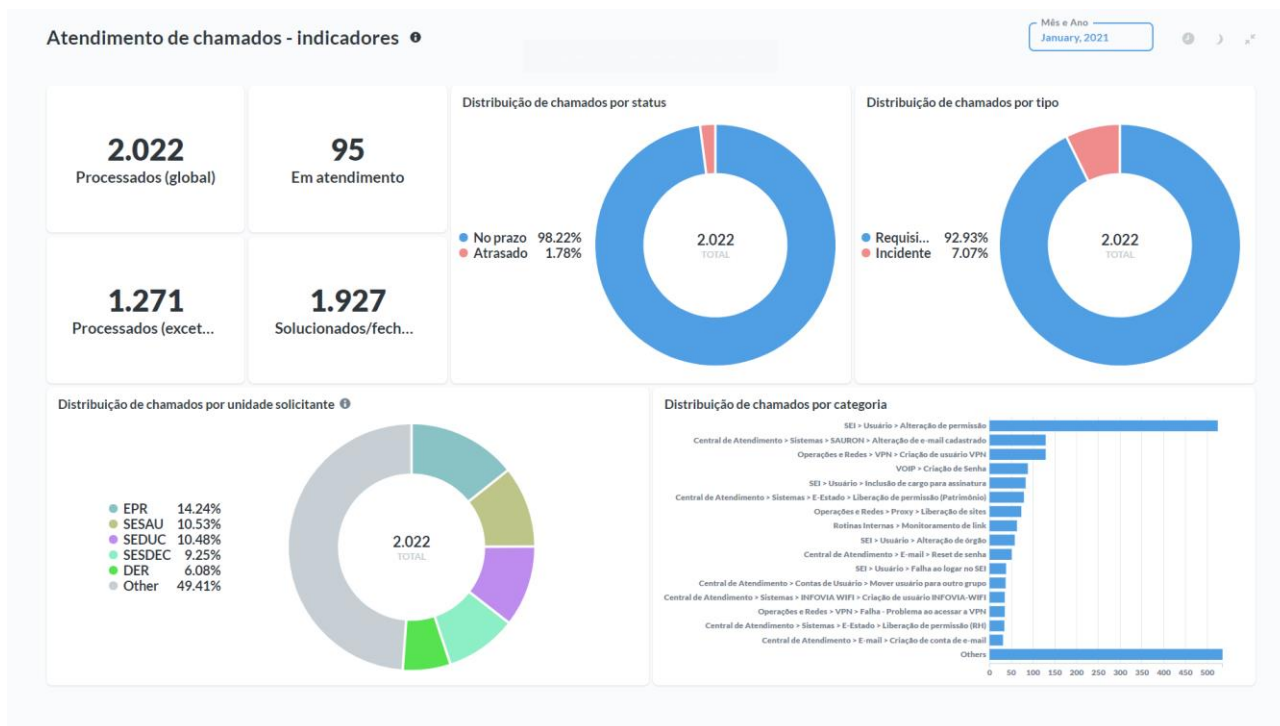 Atendimento de chamados - indicadores
Mês e Ano
January, 2021
2.022
Processados (global)
95
Em atendimento
1.271
Processados (excet...
1.927
Solucionados/fech...
Distribuição de chamados por status
No prazo 98.22%
Atrasado 1.78%
2.022
TOTAL
Distribuição de chamados por tipo
Requisi... 92.93%
Incidente 7.07%
2.022
TOTAL
Distribuição de chamados por unidade solicitante
EPR 14.24%
SESAU 10.53%
SEDUC 10.48%
SESDEC 9.25%
DER 6.08%
Other 49.41%
2.022
TOTAL
Distribuição de chamados por categoria
SEI > Usuário > Alteração de permissão
Central de Atendimento > Sistemas > SAURON > Alteração de e-mail cadastrado
Operações e Redes > VPN > Criação de usuário VPN
VOIP > Criação de Senha
SEI > Usuário > Inclusão de cargo para assinatura
Central de Atendimento > Sistemas > E-Estado > Liberação de permissão (Patrimônio)
Operações e Redes > Proxy > Liberação de sites
Rotinas Internas > Monitoramento de link
SEI > Usuário > Alteração de órgão
Central de Atendimento > E-mail > Reset de senha
SEI > Usuário > Falha ao logar no SEI
Central de Atendimento > Contas de Usuário > Mover usuário para outro grupo
Central de Atendimento > Sistemas > INFOVIA WIFI > Criação de usuário INFOVIA-WIFI
Operações e Redes > VPN > Falha - Problema ao acessar a VPN
Central de Atendimento > Sistemas > E-Estado > Liberação de permissão (RH)
Central de Atendimento > E-mail > Criação de conta de e-mail
Others
0 50 100 150 200 250 300 350 400 450 500